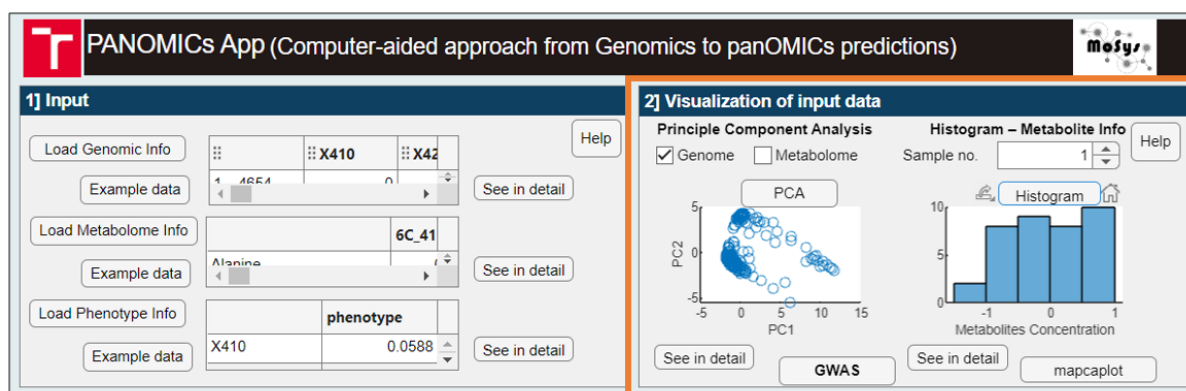 PANOMICs App (Computer-aided approach from Genomics to panOMICs predictions)
MoSys
1] Input
Help
Load Genomic Info
X410
X42
Example data
1 4654
0
See in detail
Load Metabolome Info
6C_41
Example data
Alanine
See in detail
Load Phenotype Info
phenotype
Example data
X410
0.0588
See in detail
2] Visualization of input data
Principle Component Analysis
Genome
Metabolome
PCA
PC2
5
0
-5
-5 0 5 10 15
PC1
See in detail
GWAS
Histogram – Metabolite Info
Help
Sample no.
1
Histogram
10
5
0
-1 0 1
Metabolites Concentration
See in detail
mapcaplot